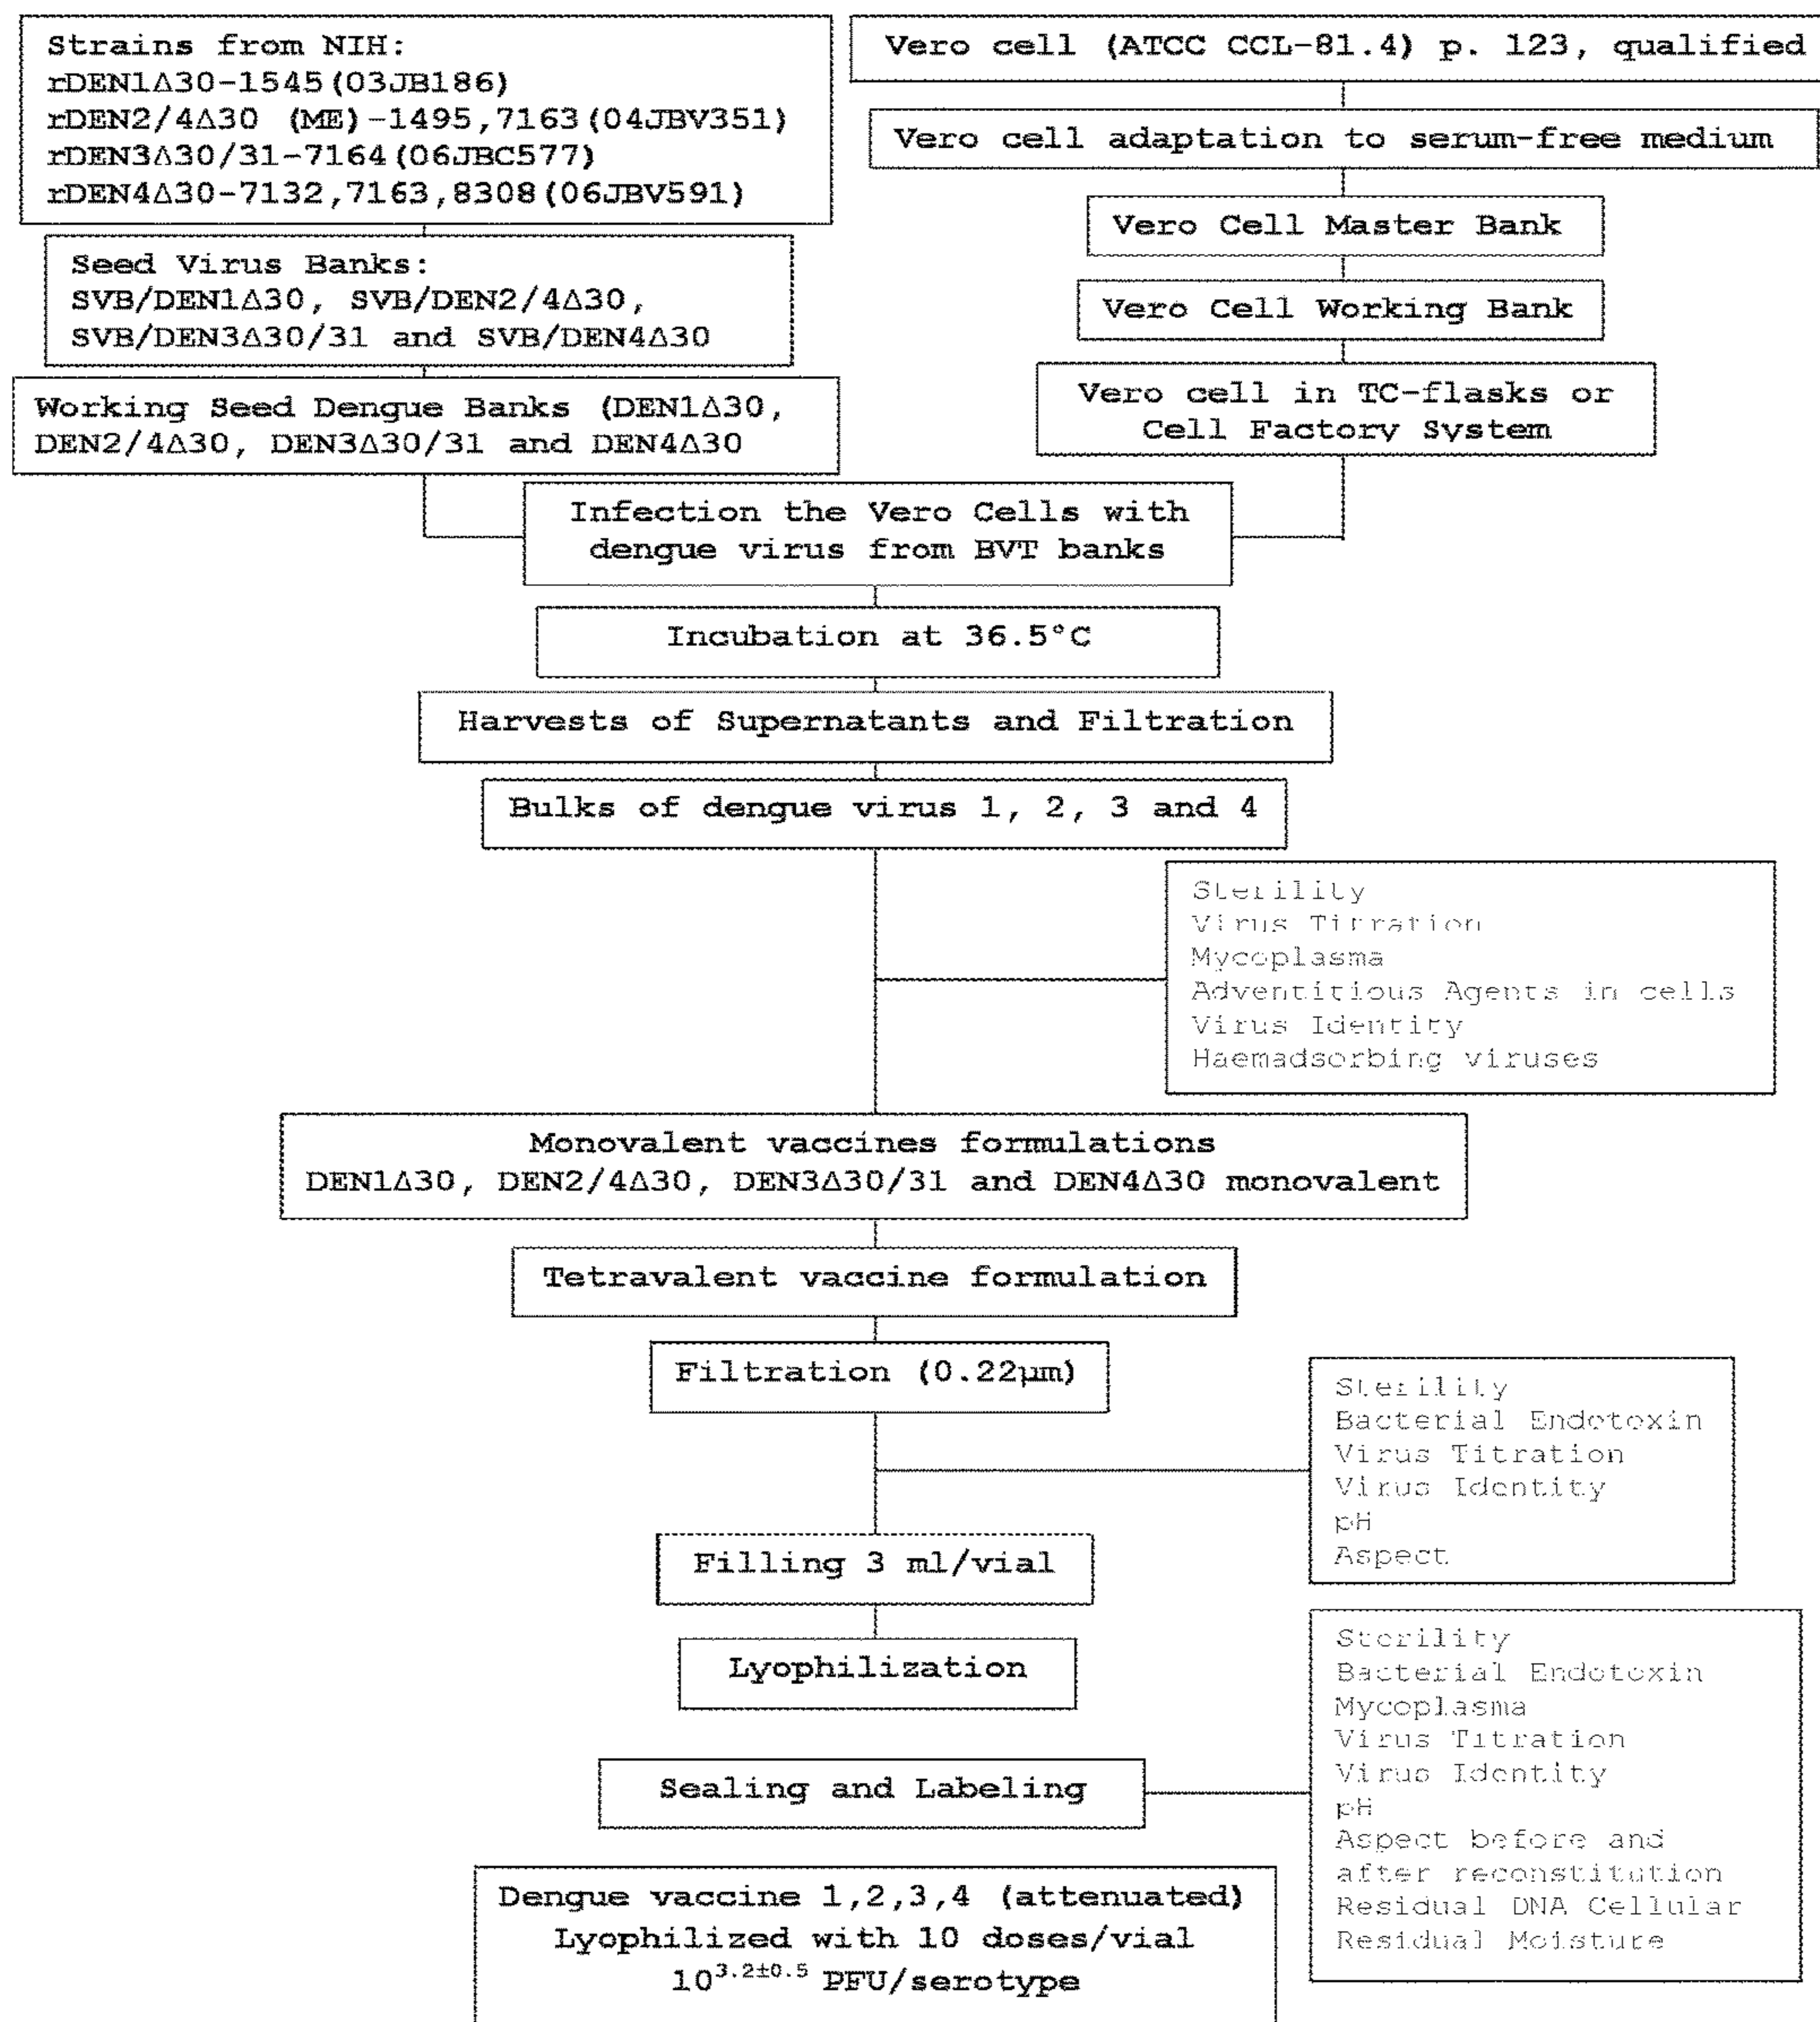 Strains from NIH:
rDEN1Δ30-1545(03JB186)
rDEN2/4Δ30 (ME)-1495,7163(04JBV351)
rDEN3Δ30/31-7164(06JBC577)
rDEN4Δ30-7132,7163,8308(06JBV591)
Seed Virus Banks:
SVB/DEN1Δ30, SVB/DEN2/4Δ30,
SVB/DEN3Δ30/31 and SVB/DEN4Δ30
Working Seed Dengue Banks (DEN1Δ30,
DEN2/4Δ30, DEN3Δ30/31 and DEN4Δ30
Vero cell (ATCC CCL-81.4) p. 123, qualified
Vero cell adaptation to serum-free medium
Vero Cell Master Bank
Vero Cell Working Bank
Vero cell in TC-flasks or
Cell Factory System
Infection the Vero Cells with
dengue virus from BVT banks
Incubation at 36.5°C
Harvests of Supernatants and Filtration
Bulks of dengue virus 1, 2, 3 and 4
Sterility
Virus Titration
Mycoplasma
Adventitious Agents in cells
Virus Identity
Haemadsorbing viruses
Monovalent vaccines formulations
DEN1Δ30, DEN2/4Δ30, DEN3Δ30/31 and DEN4Δ30 monovalent
Tetravalent vaccine formulation
Filtration (0.22µm)
Sterility
Bacterial Endotoxin
Virus Titration
Virus Identity
pH
Aspect
Filling 3 ml/vial
Lyophilization
Sealing and Labeling
Sterility
Bacterial Endotoxin
Mycoplasma
Virus Titration
Virus Identity
pH
Aspect before and
after reconstitution
Residual DNA Cellular
Residual Moisture
Dengue vaccine 1,2,3,4 (attenuated)
Lyophilized with 10 doses/vial
10^3.2±0.5 PFU/serotype